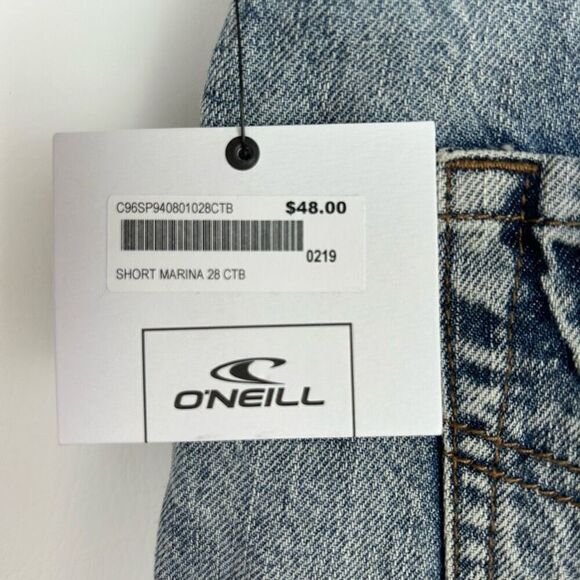 C96SP940801028CTB $48.00
0219
SHORT MARINA 28 CTB
O'NEILL